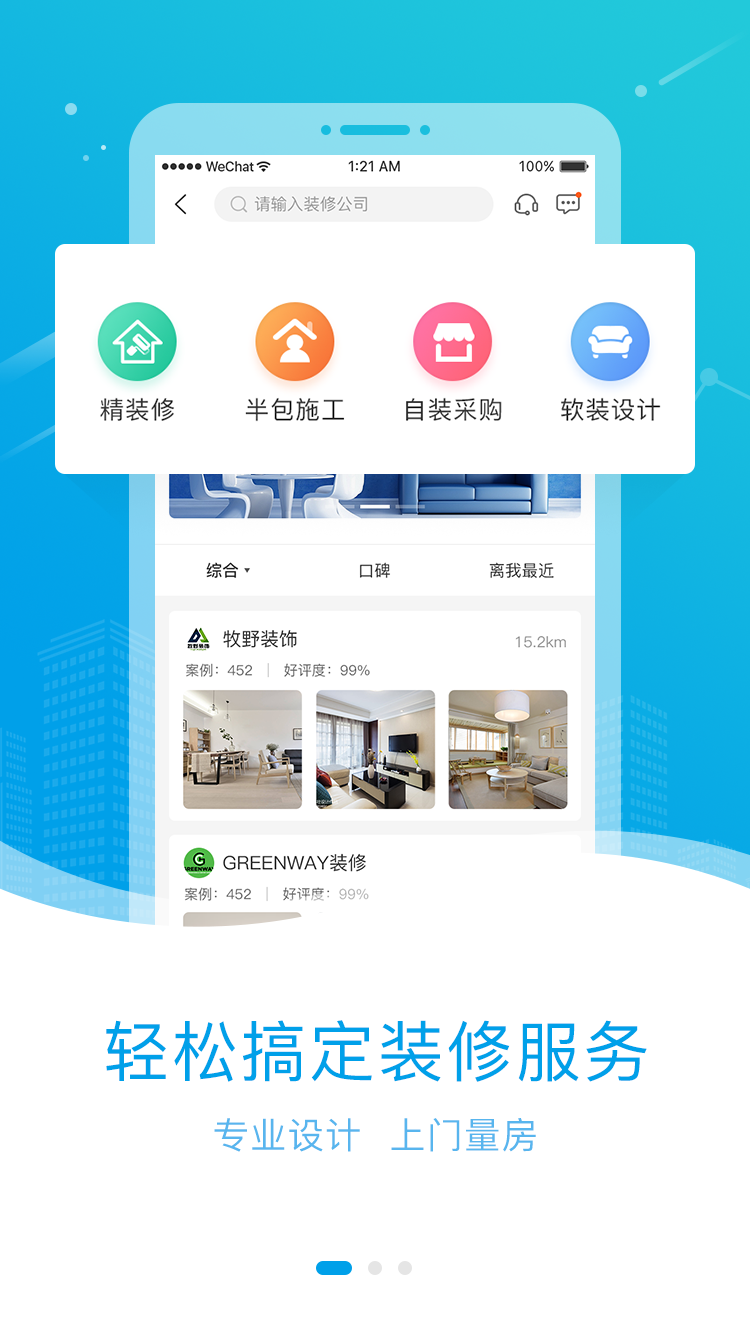 WeChat 1:21 AM 100%
请输入装修公司
精装修 半包施工 自装采购 软装设计
综合 口碑 离我最近
牧野装饰 15.2km
案例：452 好评度：99%
GREENWAY装修
案例：452 好评度：99%
轻松搞定装修服务
专业设计 上门量房